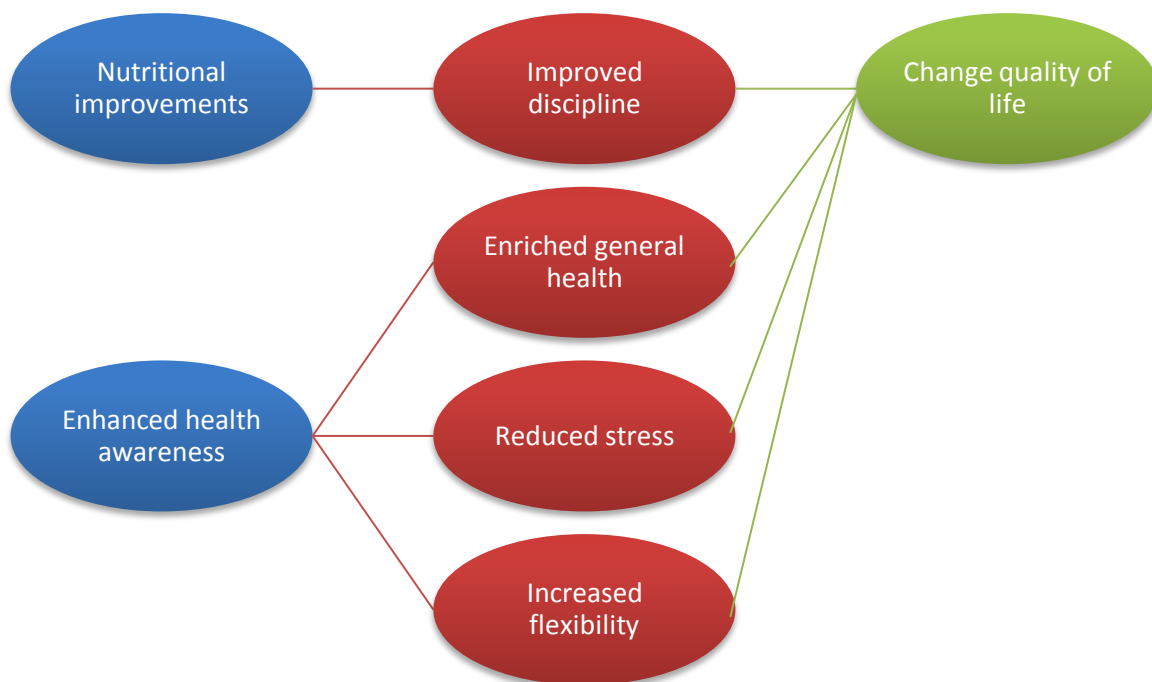 Nutritional
improvements
Improved
discipline
Change quality of
life
Enriched general
health
Enhanced health
awareness
Reduced stress
Increased
flexibility